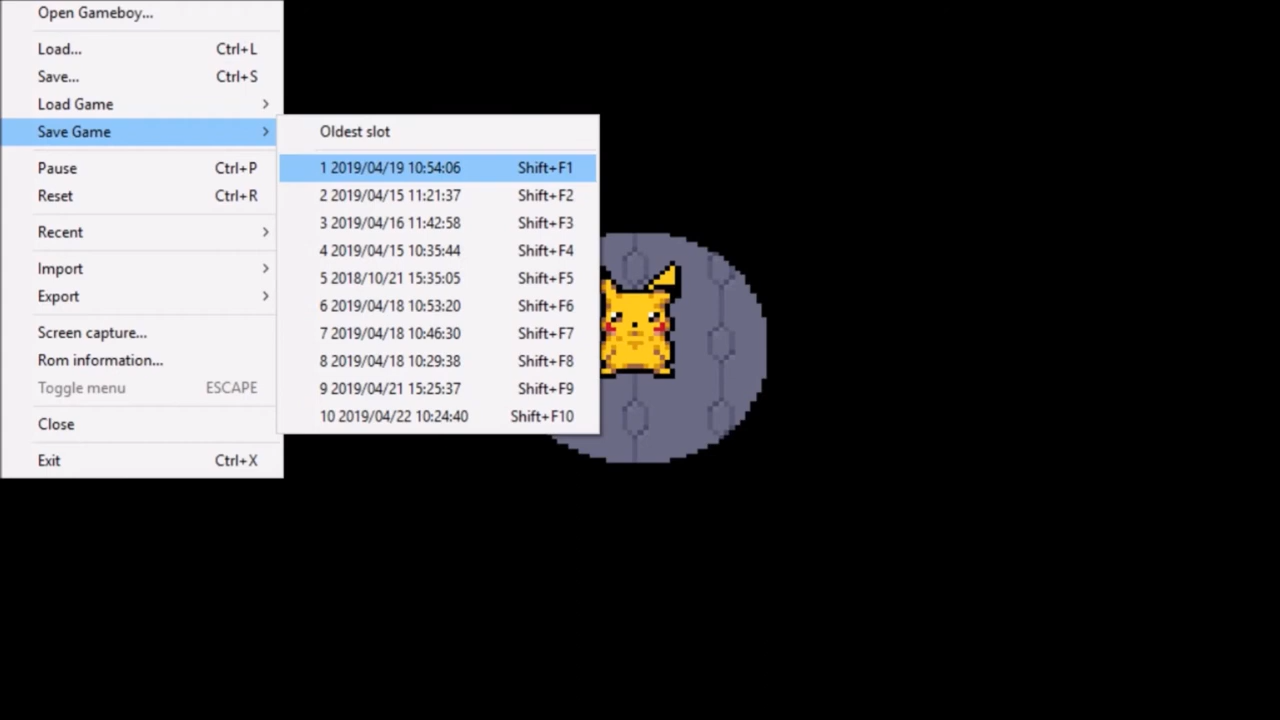 Open Gameboy...
Load... Ctrl+L
Save... Ctrl+S
Load Game
Save Game
Pause Ctrl+P
Reset Ctrl+R
Recent
Import
Export
Screen capture...
Rom information...
Toggle menu ESCAPE
Close
Exit Ctrl+X
Oldest slot
1 2019/04/19 10:54:06 Shift+F1
2 2019/04/15 11:21:37 Shift+F2
3 2019/04/16 11:42:58 Shift+F3
4 2019/04/15 10:35:44 Shift+F4
5 2018/10/21 15:35:05 Shift+F5
6 2019/04/18 10:53:20 Shift+F6
7 2019/04/18 10:46:30 Shift+F7
8 2019/04/18 10:29:38 Shift+F8
9 2019/04/21 15:25:37 Shift+F9
10 2019/04/22 10:24:40 Shift+F10